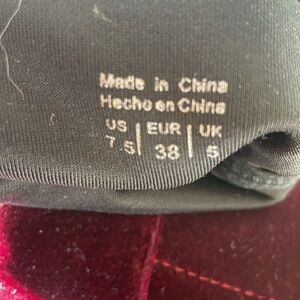 Made in China
Hecho en China
US | EUR | UK
7.5 | 38 | 5